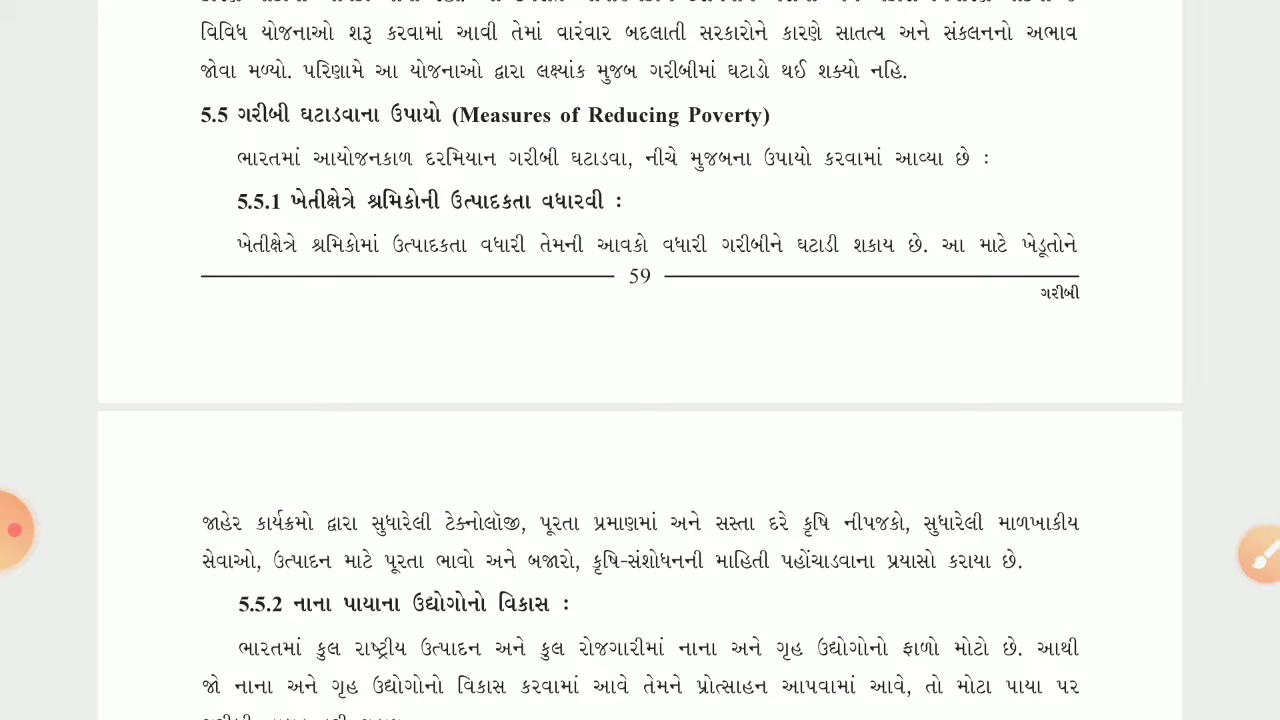 વિવિધ યોજનાઓ શરૂ કરવામાં આવી તેમાં વારંવાર બદલાતી સરકારોને કારણે સાતત્ય અને સંકલનનો અભાવ
જોવા મળ્યો. પરિણામે આ યોજનાઓ દ્વારા લક્ષ્યાંક મુજબ ગરીબીમાં ઘટાડો થઈ શક્યો નહિ.
5.5 ગરીબી ઘટાડવાના ઉપાયો (Measures of Reducing Poverty)
ભારતમાં આયોજનકાળ દરમિયાન ગરીબી ઘટાડવા, નીચે મુજબના ઉપાયો કરવામાં આવ્યા છે :
5.5.1 ખેતીક્ષેત્રે શ્રમિકોની ઉત્પાદકતા વધારવી :
ખેતીક્ષેત્રે શ્રમિકોમાં ઉત્પાદકતા વધારી તેમની આવકો વધારી ગરીબીને ઘટાડી શકાય છે. આ માટે ખેડૂતોને
59
ગરીબી
જાહેર કાર્યક્રમો દ્વારા સુધારેલી ટેક્નોલૉજી, પૂરતા પ્રમાણમાં અને સસ્તા દરે કૃષિ નીપજકો, સુધારેલી માળખાકીય
સેવાઓ, ઉત્પાદન માટે પૂરતા ભાવો અને બજારો, કૃષિ-સંશોધનની માહિતી પહોંચાડવાના પ્રયાસો કરાયા છે.
5.5.2 નાના પાયાના ઉદ્યોગોનો વિકાસ :
ભારતમાં કુલ રાષ્ટ્રીય ઉત્પાદન અને કુલ રોજગારીમાં નાના અને ગૃહ ઉદ્યોગોનો ફાળો મોટો છે. આથી
જો નાના અને ગૃહ ઉદ્યોગોનો વિકાસ કરવામાં આવે તેમને પ્રોત્સાહન આપવામાં આવે, તો મોટા પાયા પર